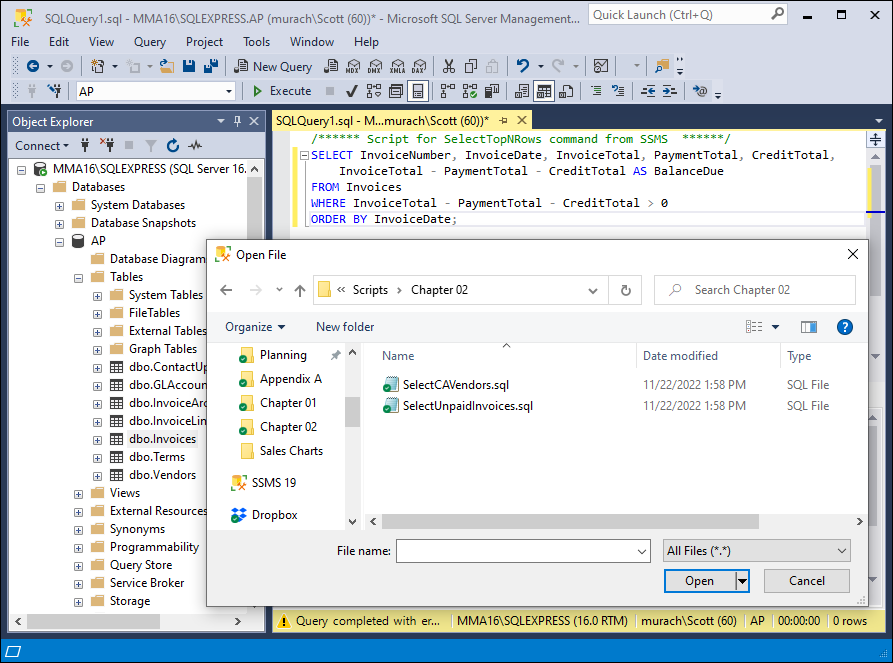 SQLQuery1.sql - MMA16\SQLEXPRESS.AP (murach\Scott (60))* - Microsoft SQL Server Management...
Quick Launch (Ctrl+Q)
File Edit View Query Project Tools Window Help
New Query MDX DMX XMLA DAX
AP Execute
Object Explorer
SQLQuery1.sql - M...murach\Scott (60))*
Connect
MMA16\SQLEXPRESS (SQL Server 16.
Databases
System Databases
Database Snapshots
AP
Database Diagram
Tables
System Tables
FileTables
External Tables
Graph Tables
dbo.ContactUp
dbo.GLAccoun
dbo.InvoiceArc
dbo.InvoiceLin
dbo.Invoices
dbo.Terms
dbo.Vendors
Views
External Resources
Synonyms
Programmability
Query Store
Service Broker
Storage
/****** Script for SelectTopNRows command from SSMS ******/
SELECT InvoiceNumber, InvoiceDate, InvoiceTotal, PaymentTotal, CreditTotal,
InvoiceTotal - PaymentTotal - CreditTotal AS BalanceDue
FROM Invoices
WHERE InvoiceTotal - PaymentTotal - CreditTotal > 0
ORDER BY InvoiceDate;
Open File
« Scripts > Chapter 02
Search Chapter 02
Organize New folder
Planning
Appendix A
Chapter 01
Chapter 02
Sales Charts
SSMS 19
Dropbox
Name Date modified Type
SelectCAVendors.sql 11/22/2022 1:58 PM SQL File
SelectUnpaidInvoices.sql 11/22/2022 1:58 PM SQL File
File name: All Files (*.*)
Open Cancel
Query completed with er... MMA16\SQLEXPRESS (16.0 RTM) murach\Scott (60) AP 00:00:00 0 rows